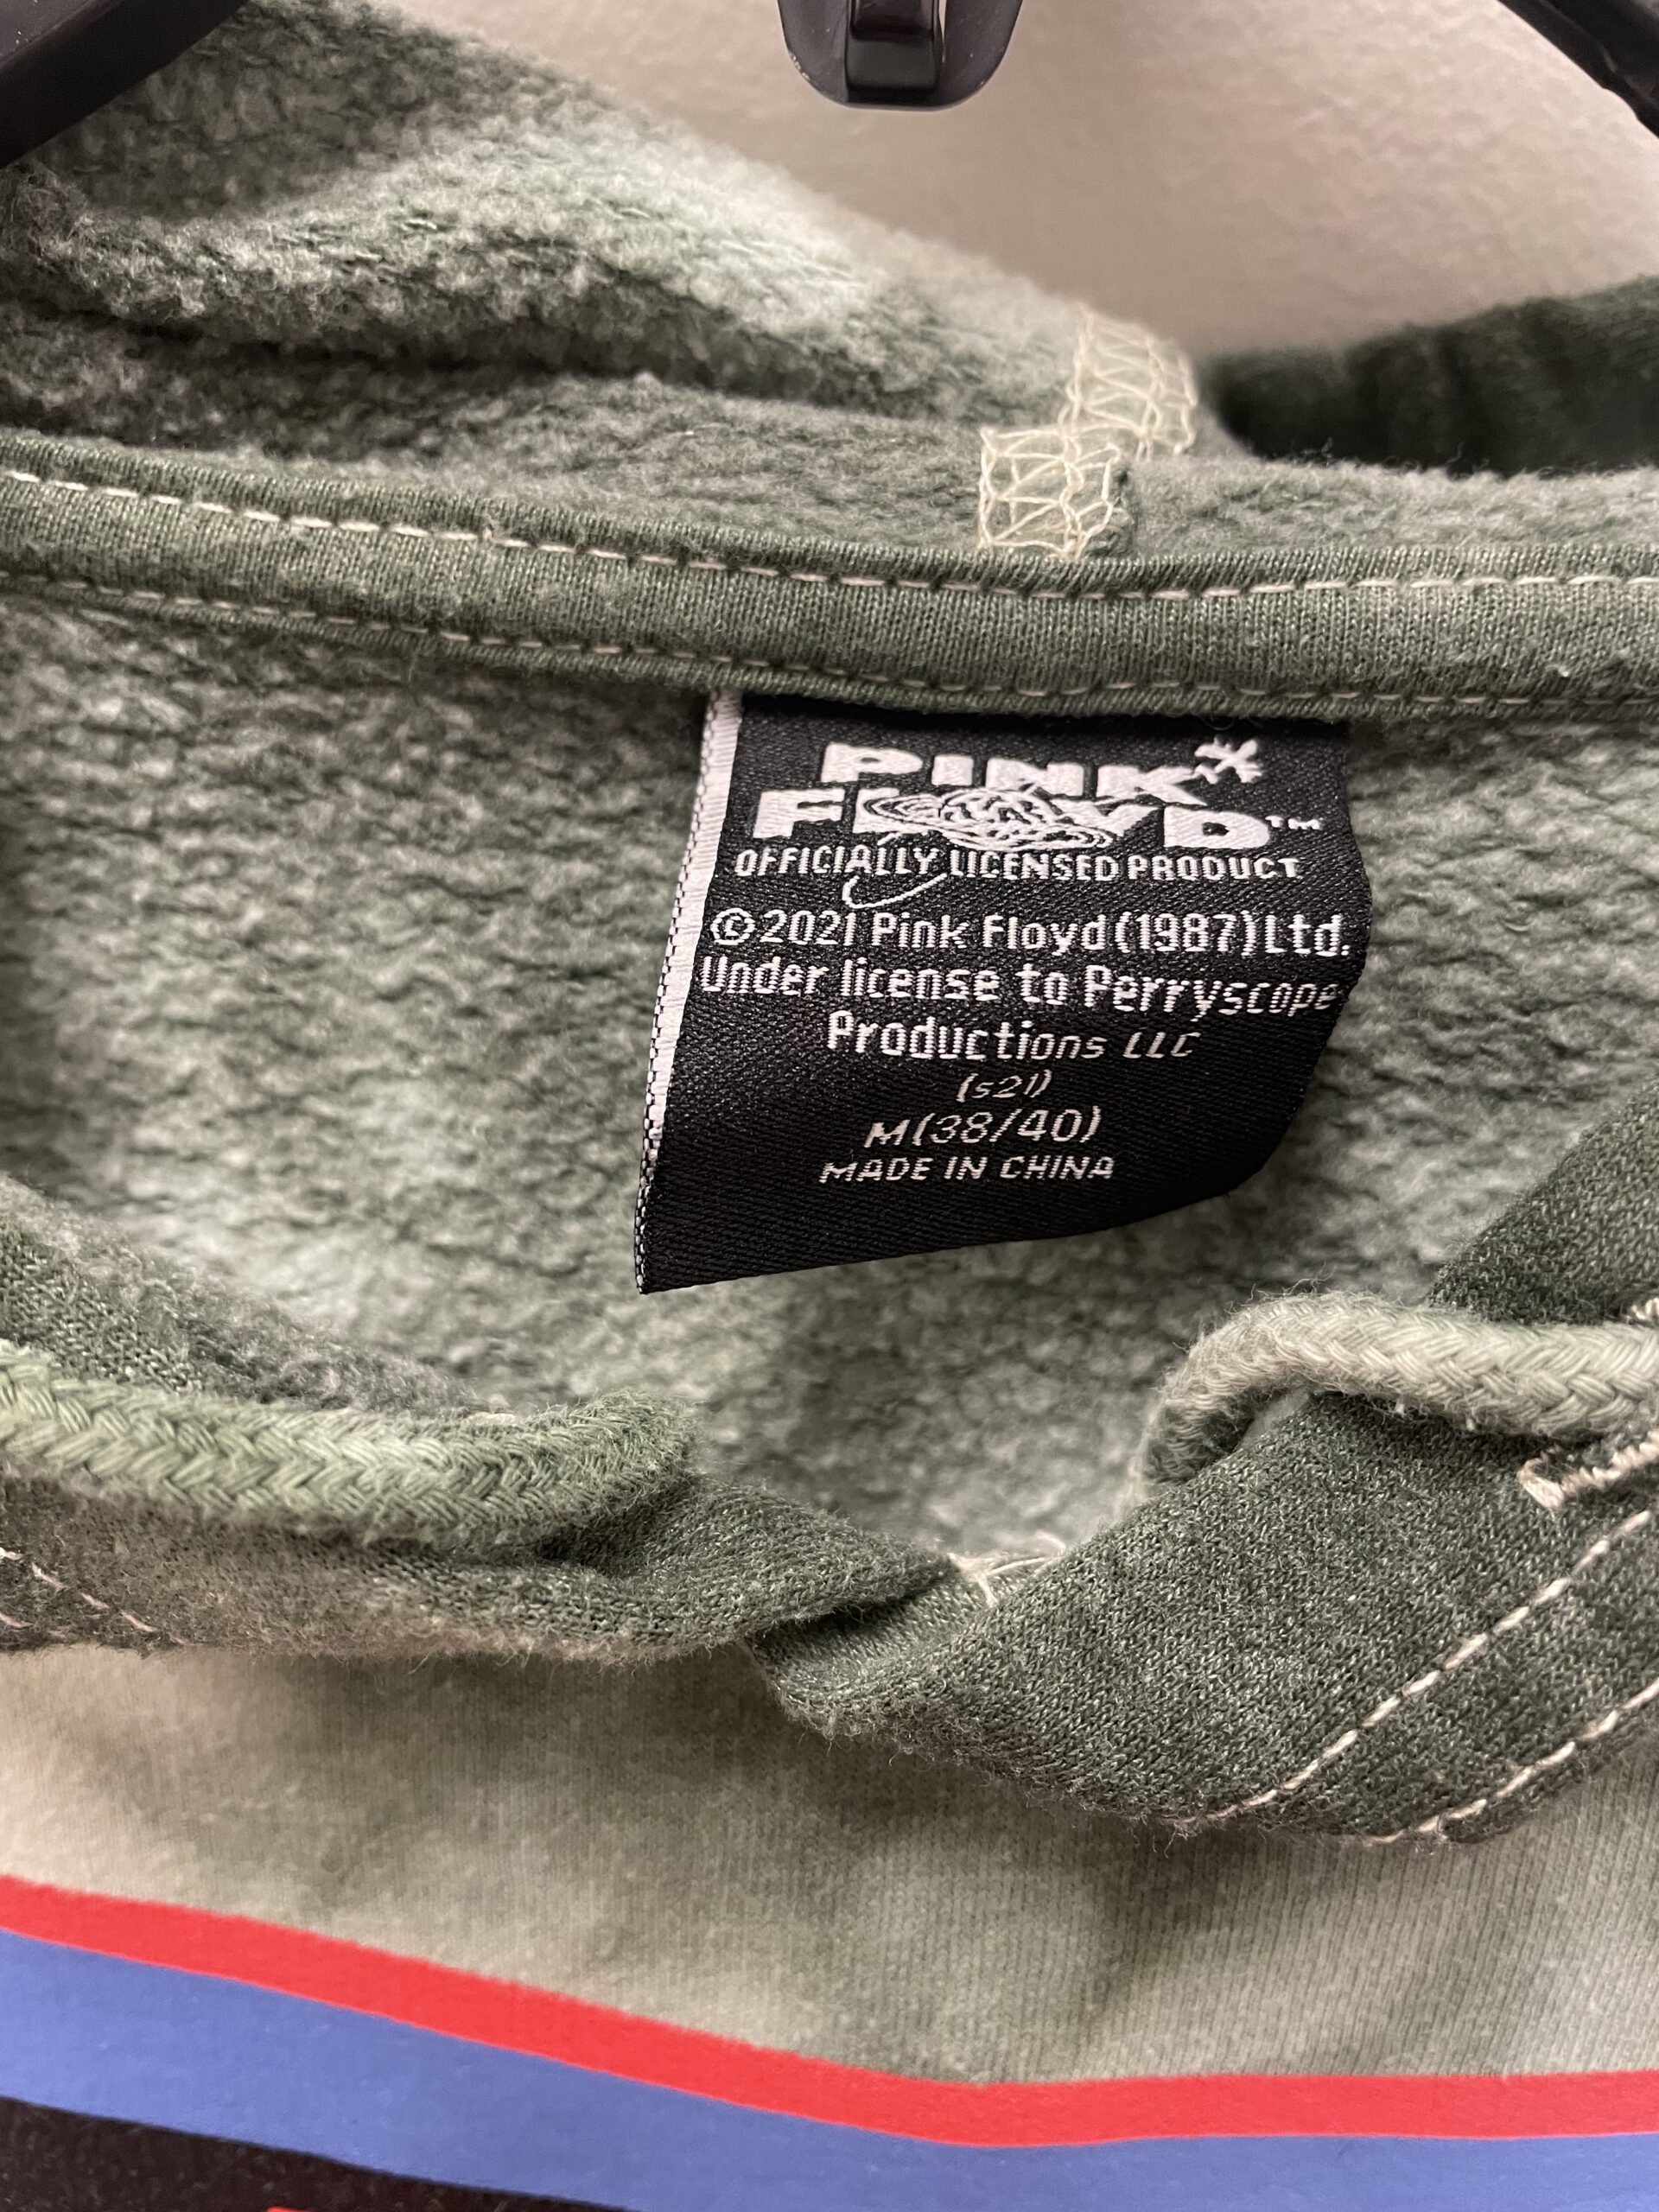 PINK
FLOYD™
OFFICIALLY LICENSED PRODUCT
©2021 Pink Floyd (1987) Ltd.
Under license to Perryscope
Productions LLC
(s21)
M(38/40)
MADE IN CHINA